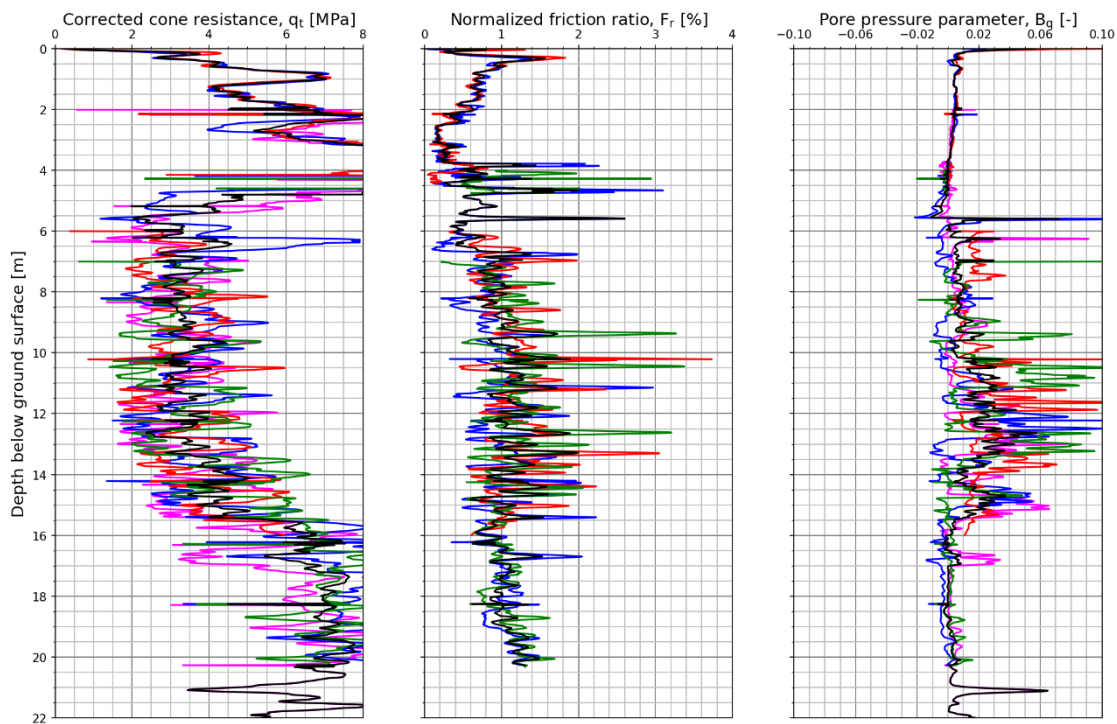 Corrected cone resistance, qt [MPa]
Normalized friction ratio, Fr [%]
Pore pressure parameter, Bq [-]
0 2 4 6 8
0 1 2 3 4
−0.10 −0.06 −0.02 0.02 0.06 0.10
Depth below ground surface [m]
0
2
4
6
8
10
12
14
16
18
20
22